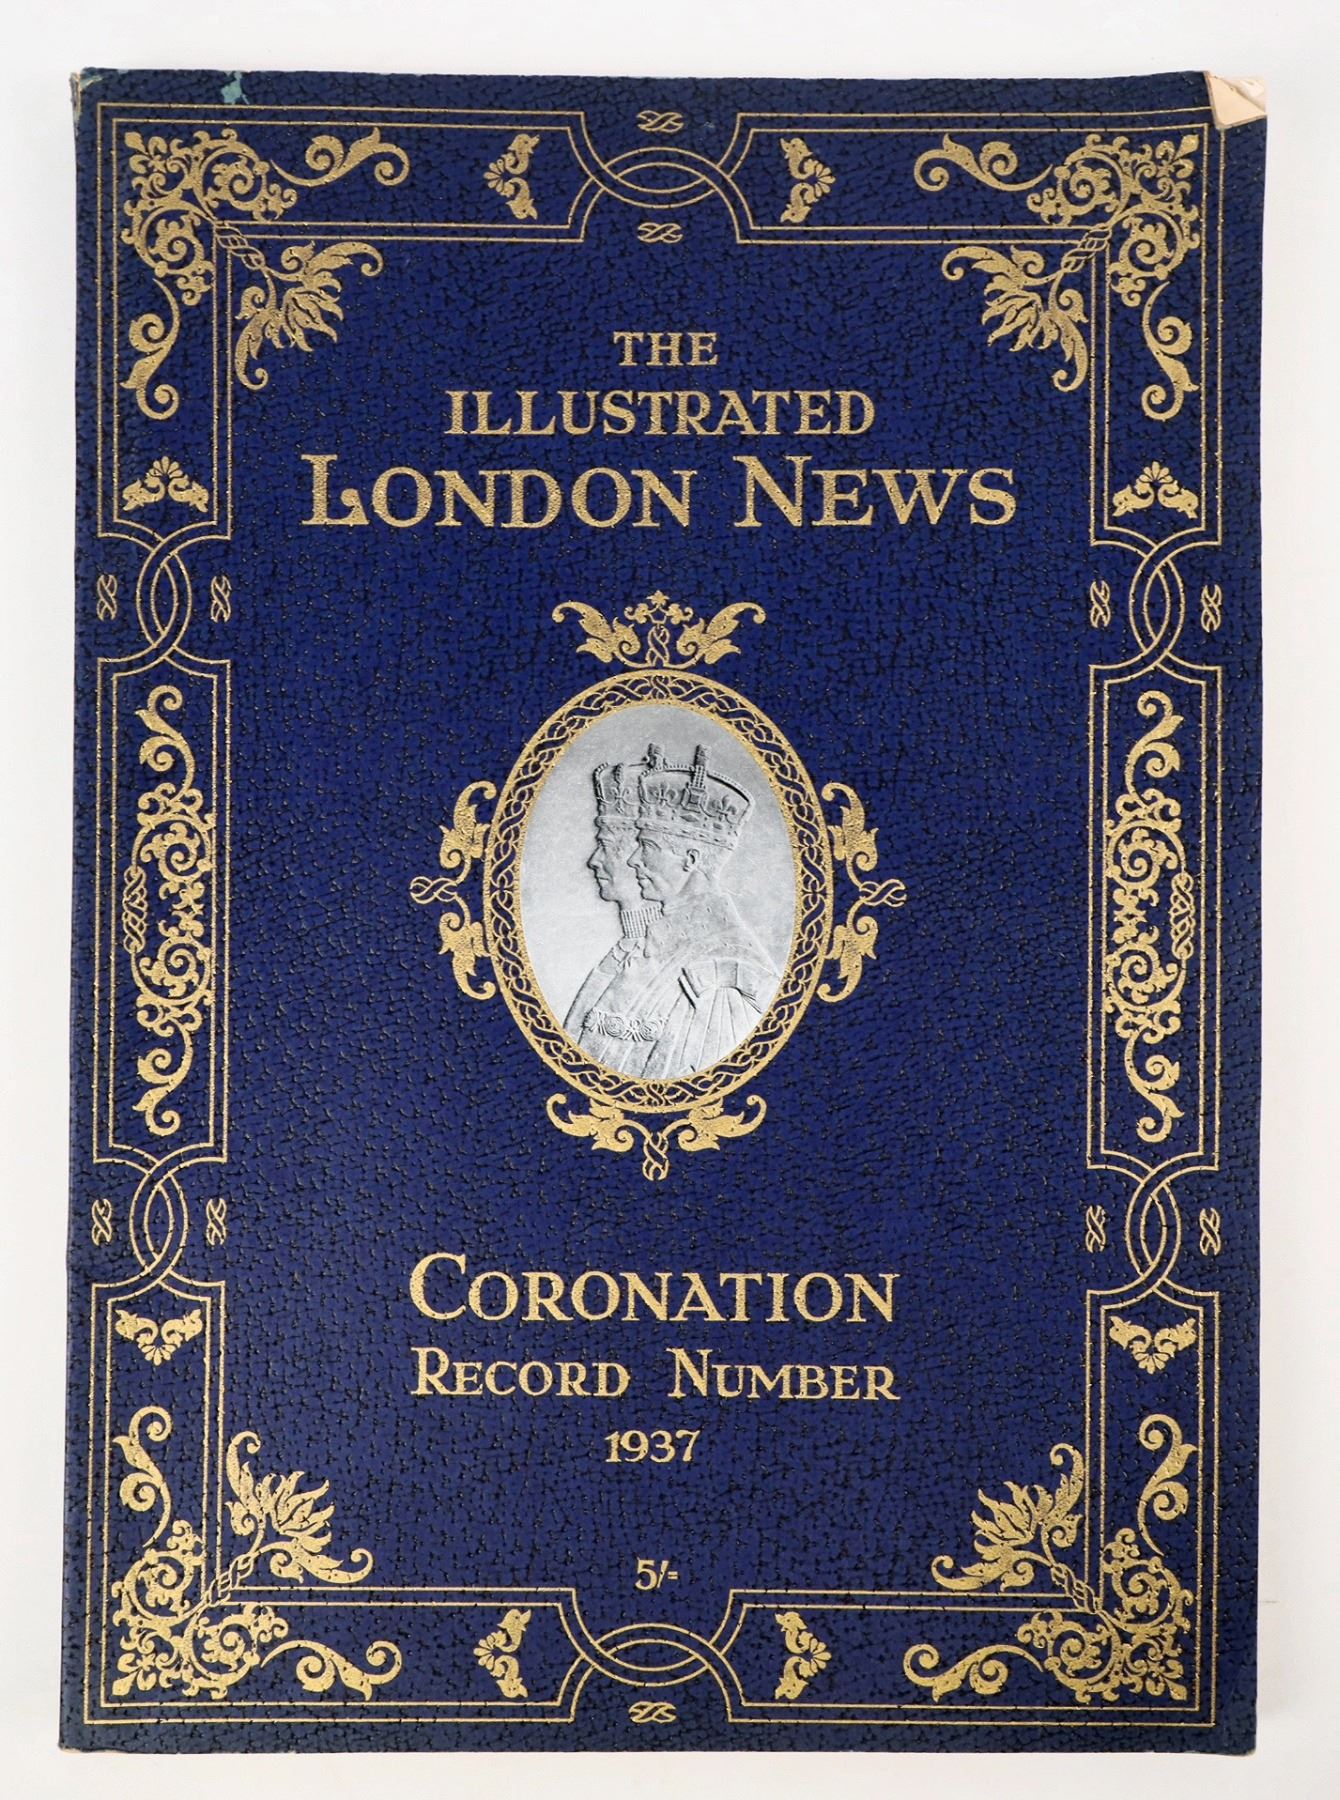 THE
ILLUSTRATED
LONDON NEWS
CORONATION
RECORD NUMBER
1937
5/=